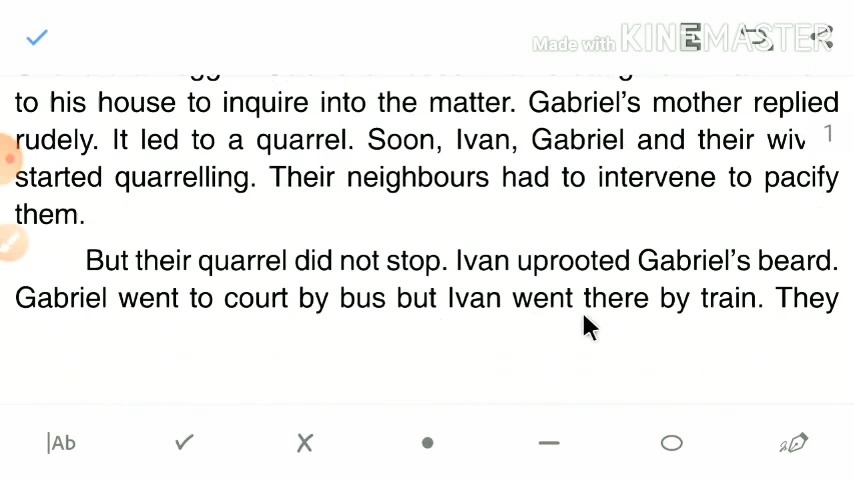 Made with KINEMASTER
to his house to inquire into the matter. Gabriel's mother replied
rudely. It led to a quarrel. Soon, Ivan, Gabriel and their
1
started quarrelling. Their neighbours had to intervene to pacify
them.
But their quarrel did not stop. Ivan uprooted Gabriel's beard.
Gabriel went to court by bus but Ivan went there by train. They
Ab